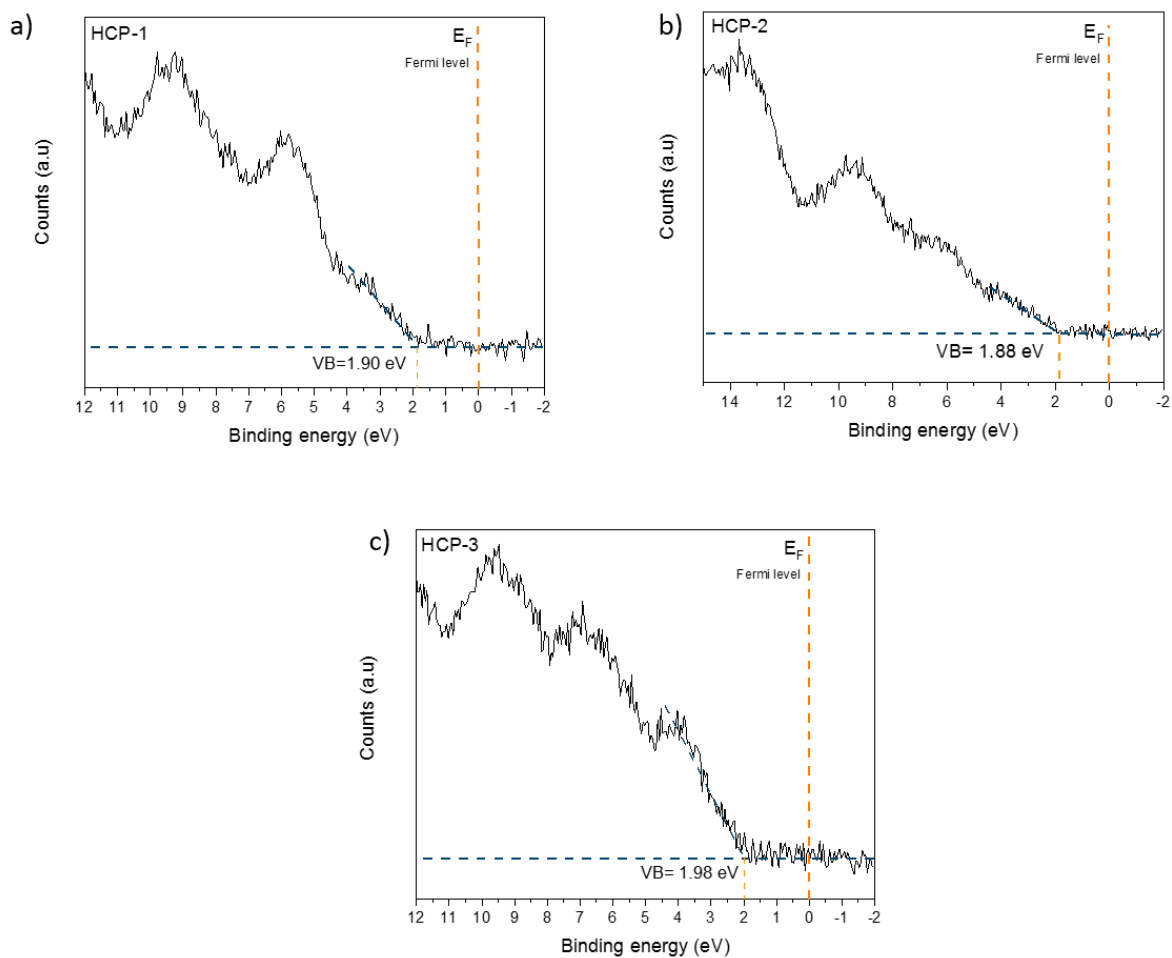 a)
HCP-1
E_F
Fermi level
Counts (a.u)
VB=1.90 eV
12 11 10 9 8 7 6 5 4 3 2 1 0 -1 -2
Binding energy (eV)
b)
HCP-2
E_F
Fermi level
Counts (a.u)
VB= 1.88 eV
14 12 10 8 6 4 2 0 -2
Binding energy (eV)
c)
HCP-3
E_F
Fermi level
Counts (a.u)
VB= 1.98 eV
12 11 10 9 8 7 6 5 4 3 2 1 0 -1 -2
Binding energy (eV)